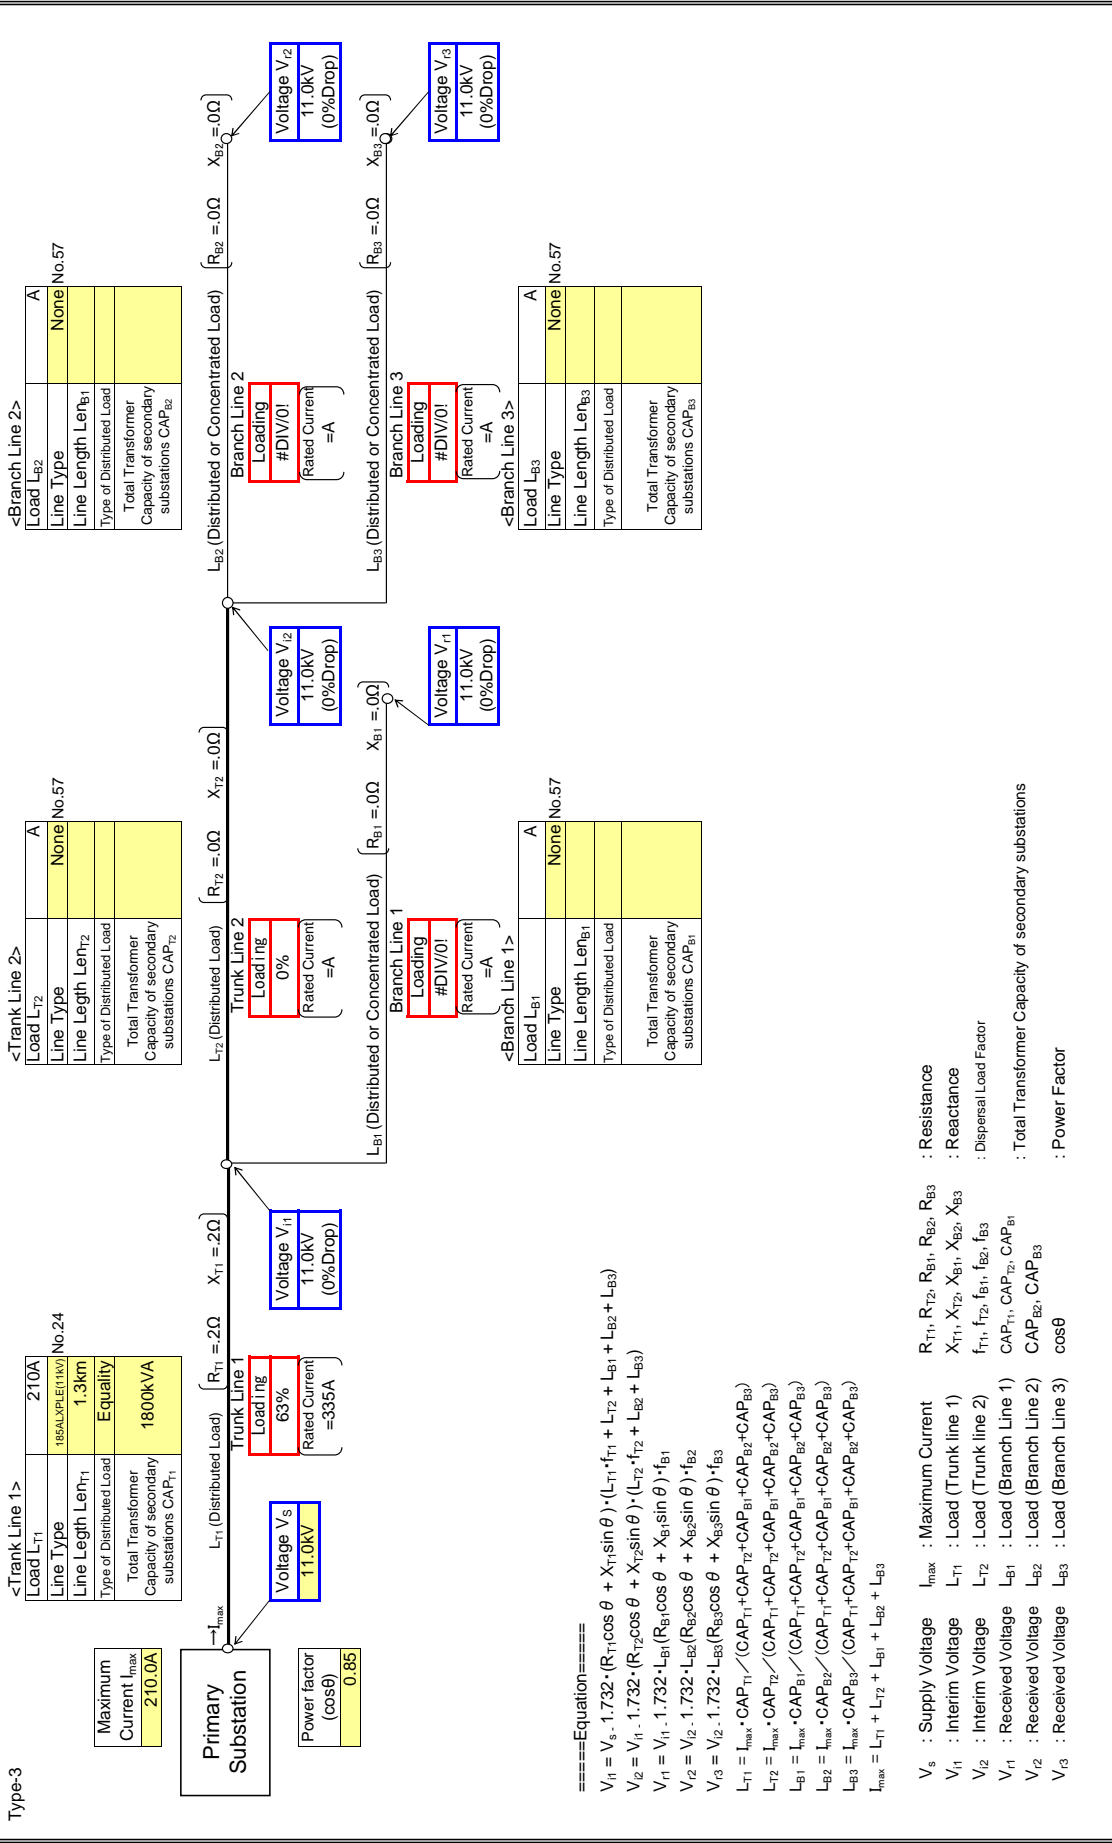 Type-3
Maximum
Current Imax
210.0A
Primary
Substation
Power factor
(cosθ)
0.85
→Imax
Voltage VS
11.0kV
<Trank Line 1>
Load LT1 210A
Line Type 185ALXPLE(11kV) No.24
Line Legth LenT1 1.3km
Type of Distributed Load Equality
Total Transformer
Capacity of secondary
substations CAPT1
1800kVA
LT1 (Distributed Load) RT1 =.2Ω XT1 =.2Ω
Trunk Line 1
Loading
63%
Rated Current
=335A
Voltage Vi1
11.0kV
(0%Drop)
<Trank Line 2>
Load LT2 A
Line Type None No.57
Line Length LenT2
Type of Distributed Load
Total Transformer
Capacity of secondary
substations CAPT2
LT2 (Distributed Load) RT2 =.0Ω XT2 =.0Ω
Trunk Line 2
Loading
0%
Rated Current
=A
Voltage Vi2
11.0kV
(0%Drop)
LB1 (Distributed or Concentrated Load) RB1 =.0Ω XB1 =.0Ω
Branch Line 1
Loading
#DIV/0!
Rated Current
=A
Voltage Vr1
11.0kV
(0%Drop)
<Branch Line 1>
Load LB1 A
Line Type None No.57
Line Length LenB1
Type of Distributed Load
Total Transformer
Capacity of secondary
substations CAPB1
<Branch Line 2>
Load LB2 A
Line Type None No.57
Line Length LenB1
Type of Distributed Load
Total Transformer
Capacity of secondary
substations CAPB2
LB2 (Distributed or Concentrated Load) RB2 =.0Ω XB2 =.0Ω
Branch Line 2
Loading
#DIV/0!
Rated Current
=A
Voltage Vr2
11.0kV
(0%Drop)
LB3 (Distributed or Concentrated Load) RB3 =.0Ω XB3 =.0Ω
Branch Line 3
Loading
#DIV/0!
Rated Current
=A
Voltage Vr3
11.0kV
(0%Drop)
<Branch Line 3>
Load LB3 A
Line Type None No.57
Line Length LenB3
Type of Distributed Load
Total Transformer
Capacity of secondary
substations CAPB3
=====Equation=====
Vi1 = Vs - 1.732・(RT1cos θ + XT1sin θ)・(LT1・fT1 + LT2 + LB1 + LB2 + LB3)
Vi2 = Vi1 - 1.732・(RT2cos θ + XT2sin θ)・(LT2・fT2 + LB2 + LB3)
Vr1 = Vi1 - 1.732・LB1(RB1cos θ + XB1sin θ)・fB1
Vr2 = Vi2 - 1.732・LB2(RB2cos θ + XB2sin θ)・fB2
Vr3 = Vi2 - 1.732・LB3(RB3cos θ + XB3sin θ)・fB3
LT1 = Imax・CAPT1／(CAPT1+CAPT2+CAPB1+CAPB2+CAPB3)
LT2 = Imax・CAPT2／(CAPT1+CAPT2+CAPB1+CAPB2+CAPB3)
LB1 = Imax・CAPB1／(CAPT1+CAPT2+CAPB1+CAPB2+CAPB3)
LB2 = Imax・CAPB2／(CAPT1+CAPT2+CAPB1+CAPB2+CAPB3)
LB3 = Imax・CAPB3／(CAPT1+CAPT2+CAPB1+CAPB2+CAPB3)
Imax = LT1 + LT2 + LB1 + LB2 + LB3
Vs : Supply Voltage Imax : Maximum Current RT1, RT2, RB1, RB2, RB3 : Resistance
Vi1 : Interim Voltage LT1 : Load (Trunk line 1) XT1, XT2, XB1, XB2, XB3 : Reactance
Vi2 : Interim Voltage LT2 : Load (Trunk line 2) fT1, fT2, fB1, fB2, fB3 : Dispersal Load Factor
Vr1 : Received Voltage LB1 : Load (Branch Line 1) CAPT1, CAPT2, CAPB1 : Total Transformer Capacity of secondary substations
Vr2 : Received Voltage LB2 : Load (Branch Line 2) CAPB2, CAPB3
Vr3 : Received Voltage LB3 : Load (Branch Line 3) cosθ : Power Factor